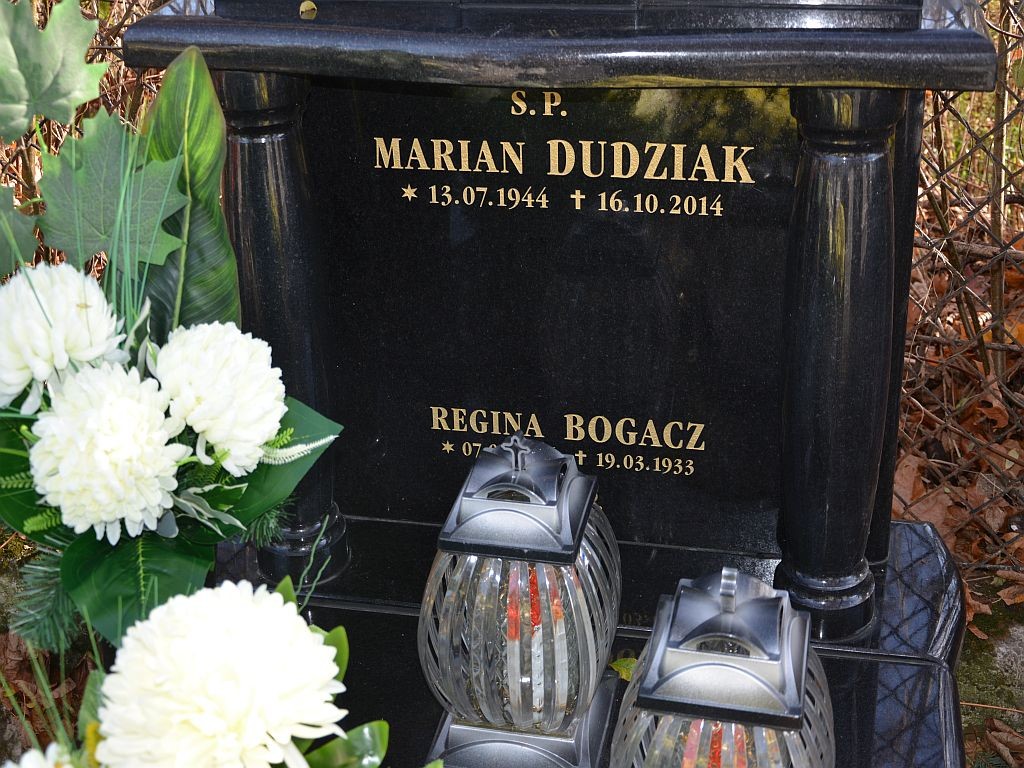 S.P.
MARIAN DUDZIAK
* 13.07.1944 ✝ 16.10.2014
REGINA BOGACZ
* ✝ 19.03.1933